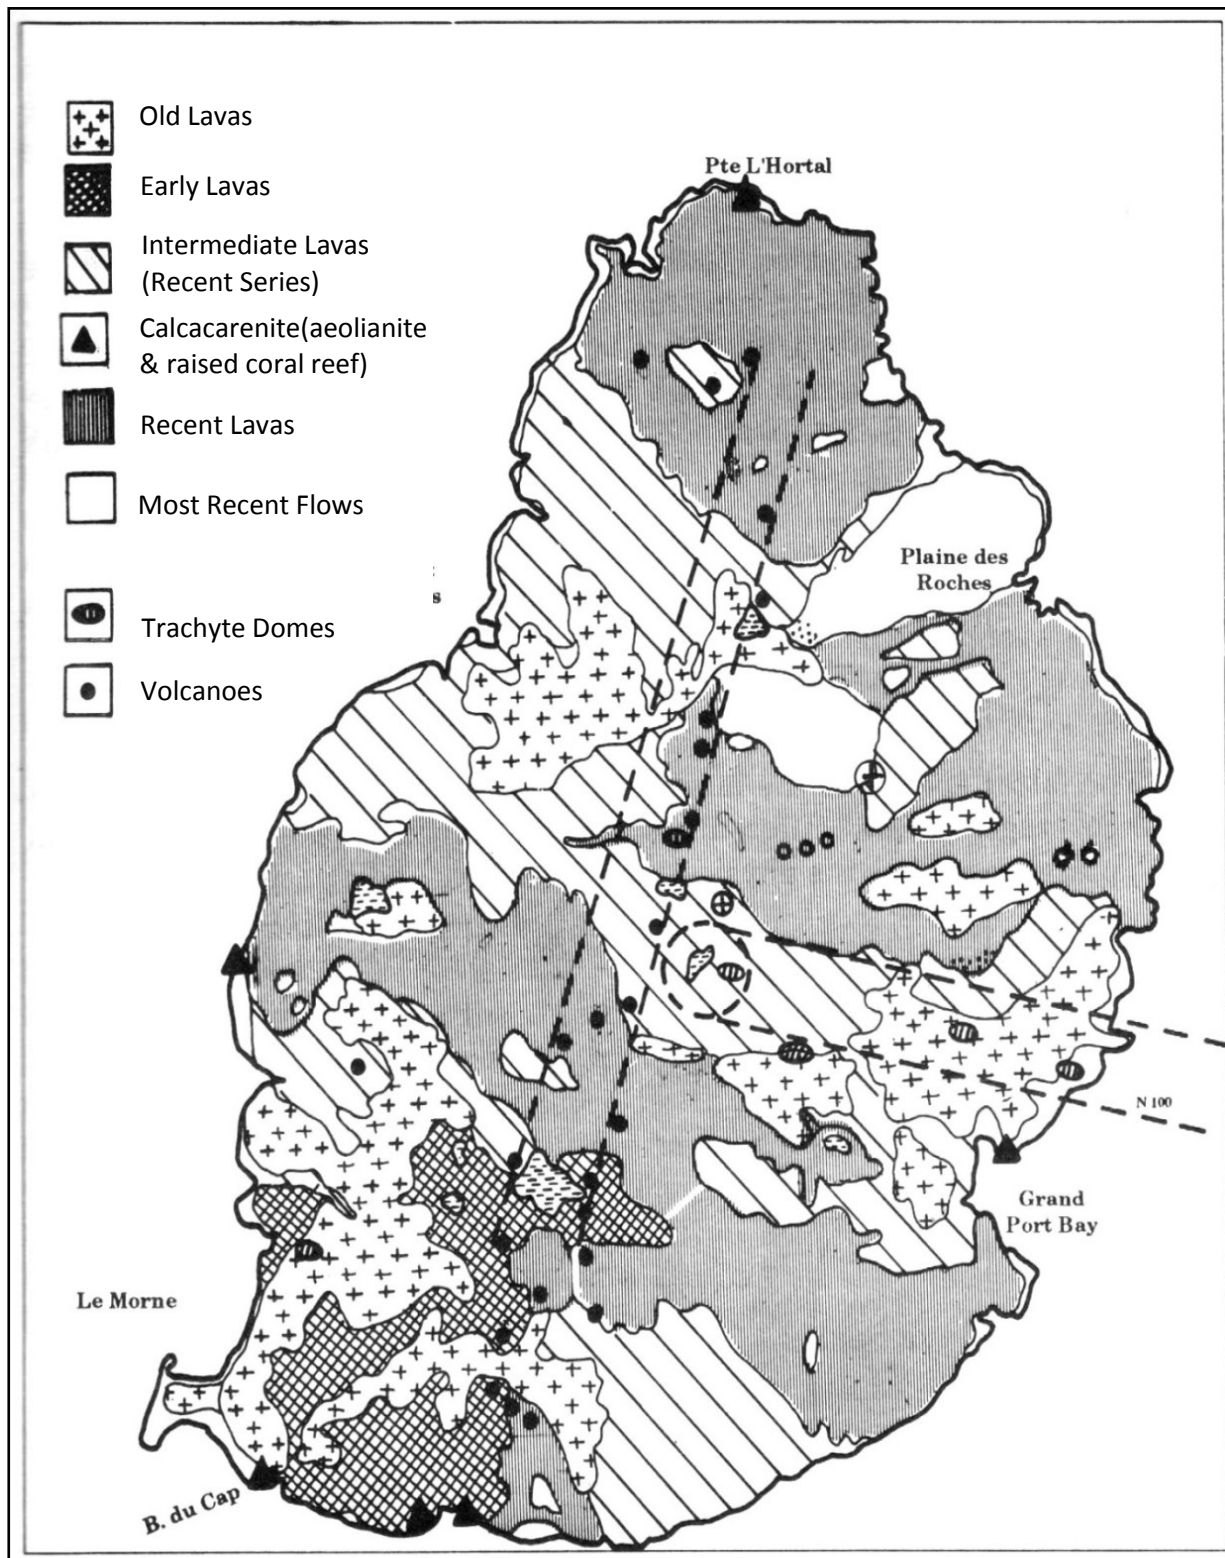 Old Lavas
Early Lavas
Intermediate Lavas
(Recent Series)
Calcacarenite(aeolianite
& raised coral reef)
Recent Lavas
Most Recent Flows
Trachyte Domes
Volcanoes
Pte L'Hortal
Plaine des
Roches
s
N 100
Grand
Port Bay
Le Morne
B. du Cap